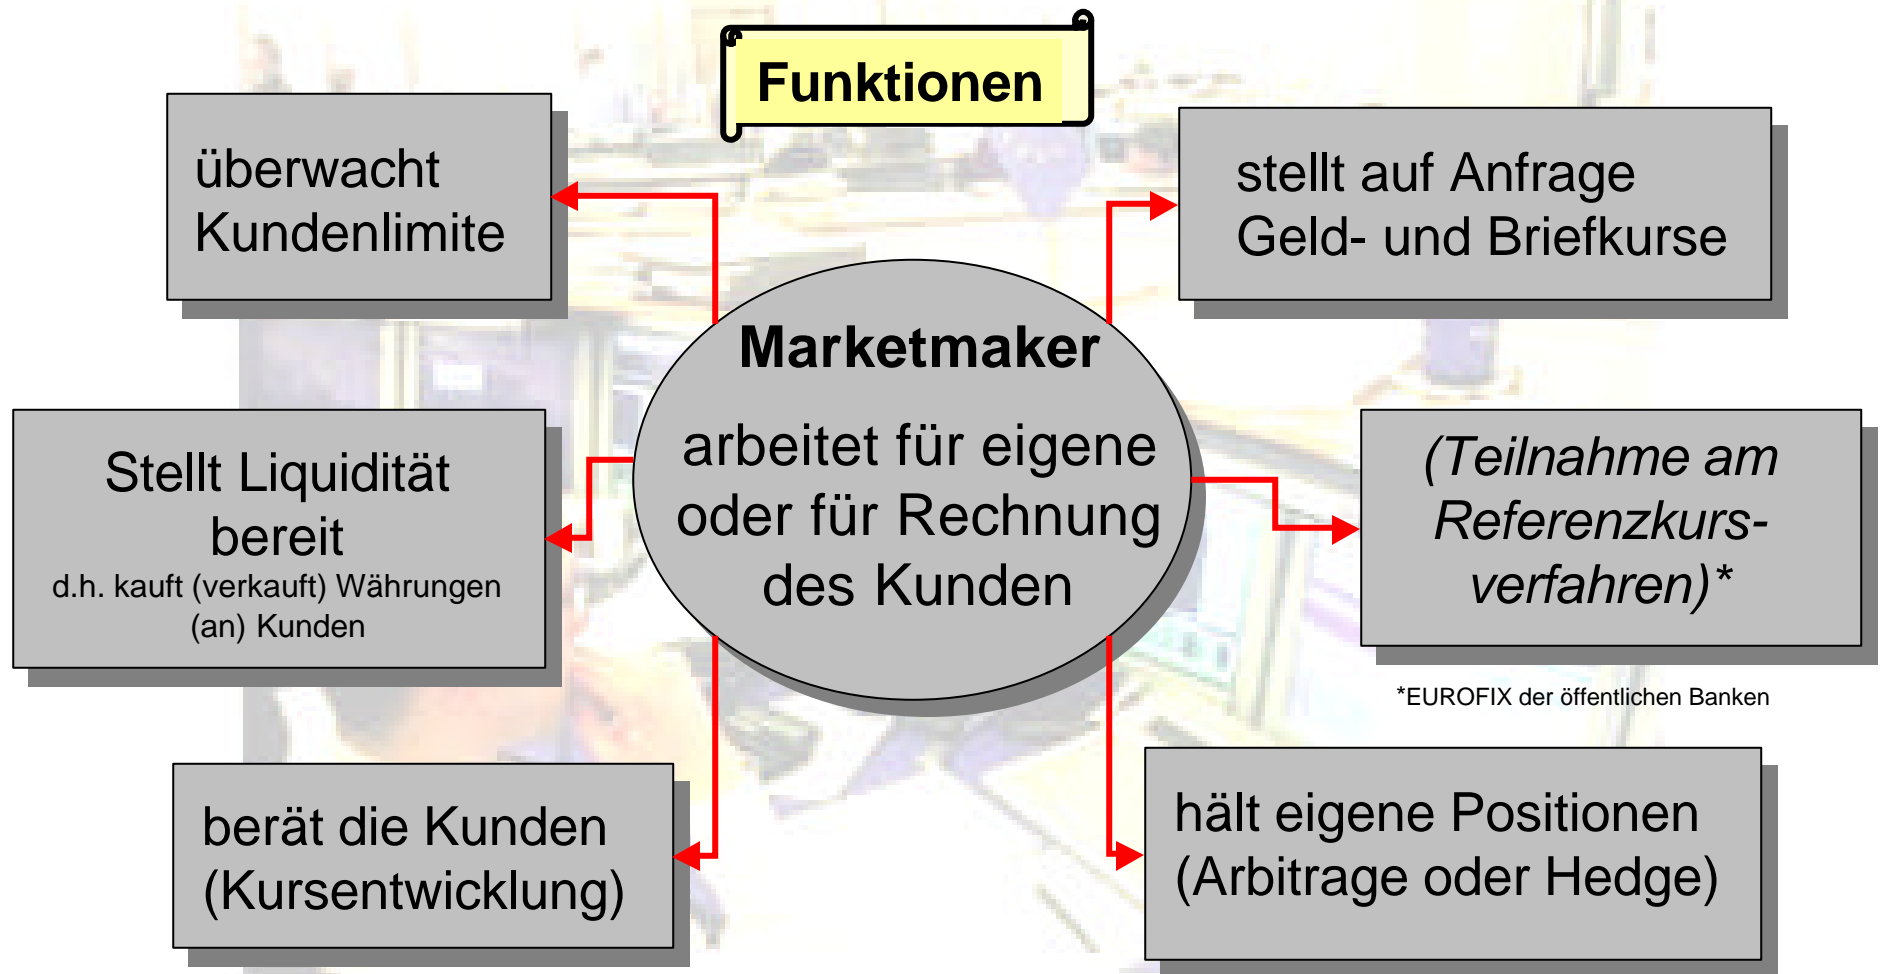 Funktionen
überwacht
Kundenlimite
stellt auf Anfrage
Geld- und Briefkurse
Marketmaker
arbeitet für eigene
oder für Rechnung
des Kunden
Stellt Liquidität
bereit
d.h. kauft (verkauft) Währungen
(an) Kunden
(Teilnahme am
Referenzkurs-
verfahren)*
*EUROFIX der öffentlichen Banken
berät die Kunden
(Kursentwicklung)
hält eigene Positionen
(Arbitrage oder Hedge)